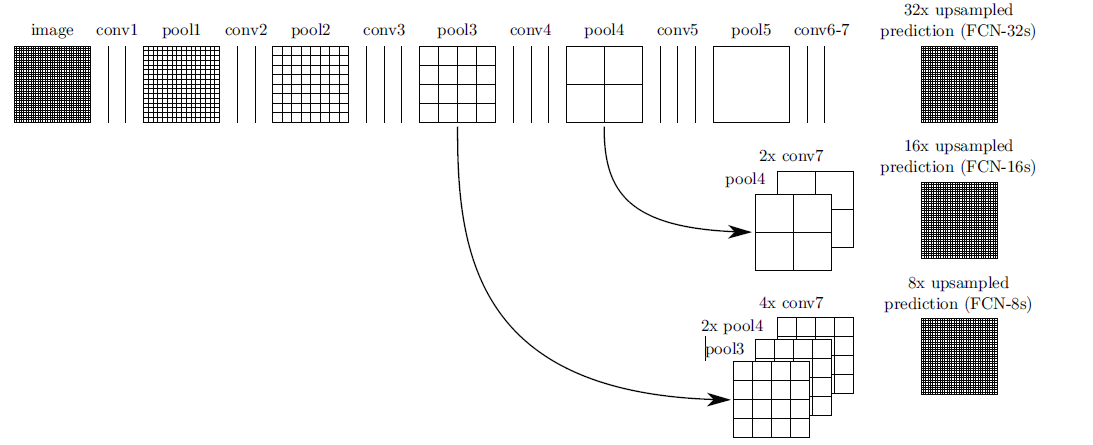 image conv1 pool1 conv2 pool2 conv3 pool3 conv4 pool4 conv5 pool5 conv6-7
32x upsampled
prediction (FCN-32s)
2x conv7
pool4
16x upsampled
prediction (FCN-16s)
4x conv7
2x pool4
pool3
8x upsampled
prediction (FCN-8s)